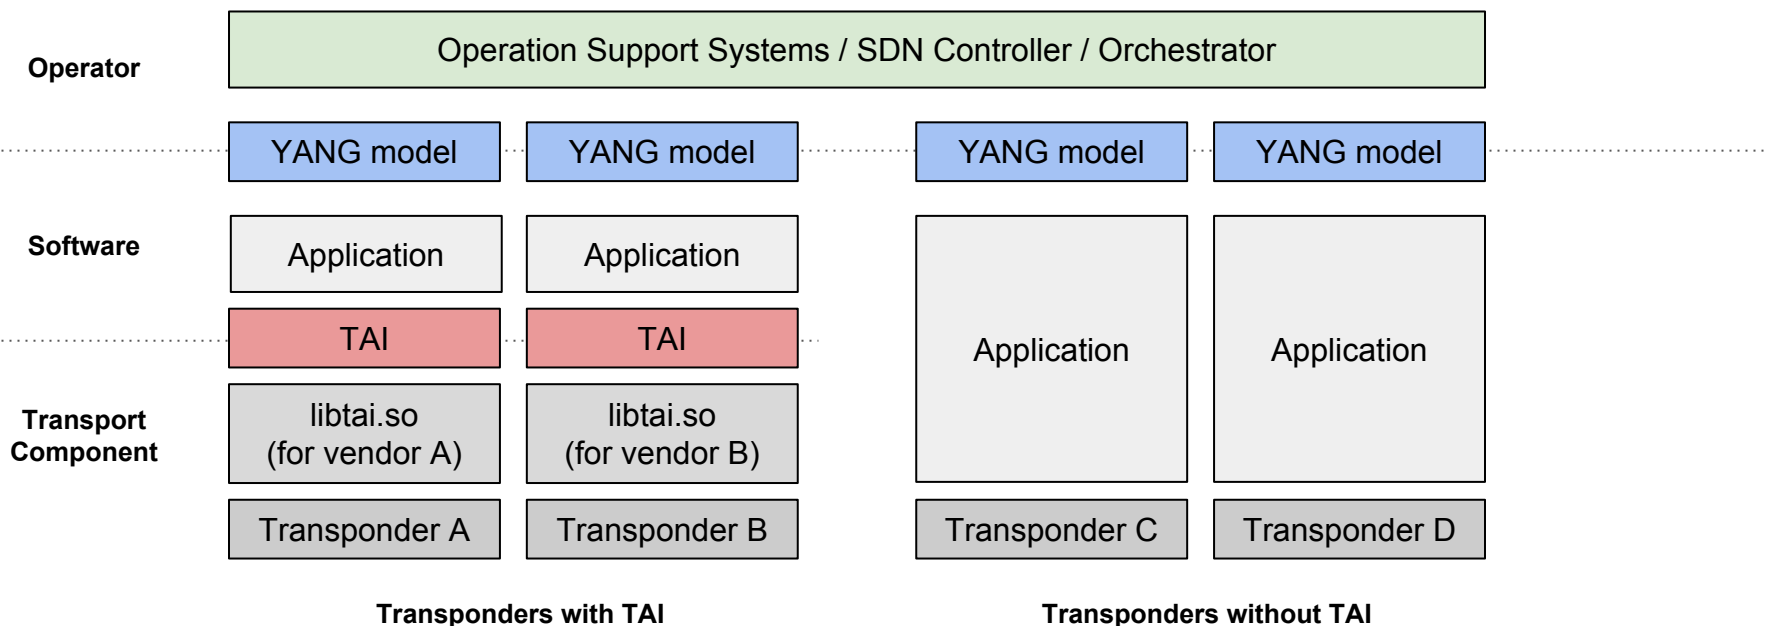 Operator
Operation Support Systems / SDN Controller / Orchestrator
YANG model
YANG model
YANG model
YANG model
Software
Application
Application
Application
Application
TAI
TAI
Transport
Component
libtai.so
(for vendor A)
libtai.so
(for vendor B)
Transponder A
Transponder B
Transponder C
Transponder D
Transponders with TAI
Transponders without TAI